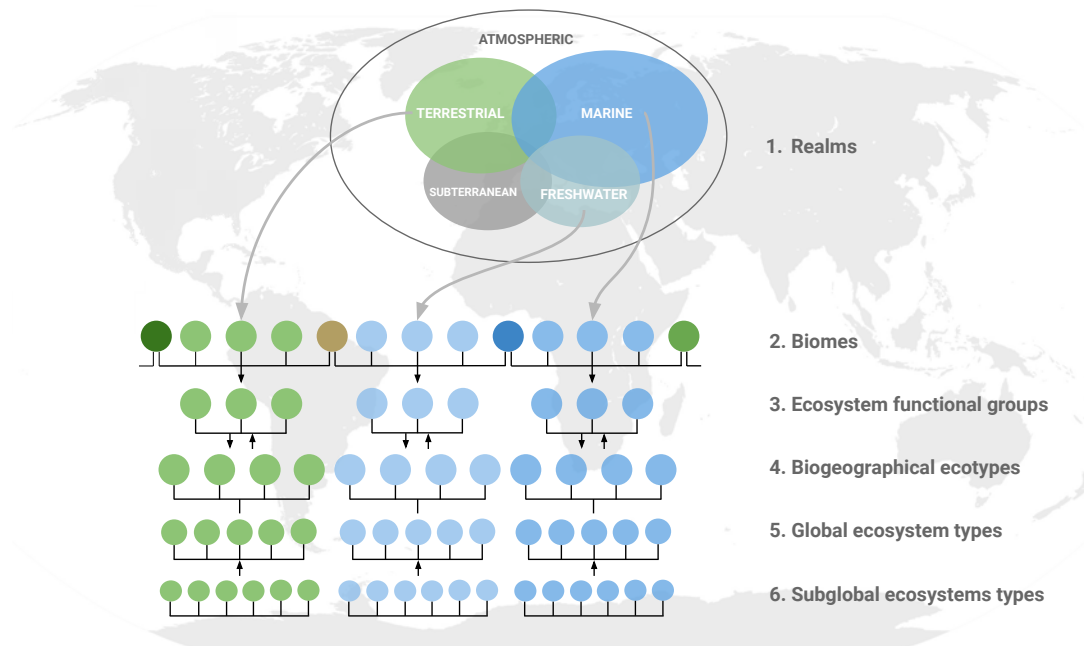 ATMOSPHERIC
TERRESTRIAL
MARINE
SUBTERRANEAN
FRESHWATER
1. Realms
2. Biomes
3. Ecosystem functional groups
4. Biogeographical ecotypes
5. Global ecosystem types
6. Subglobal ecosystems types